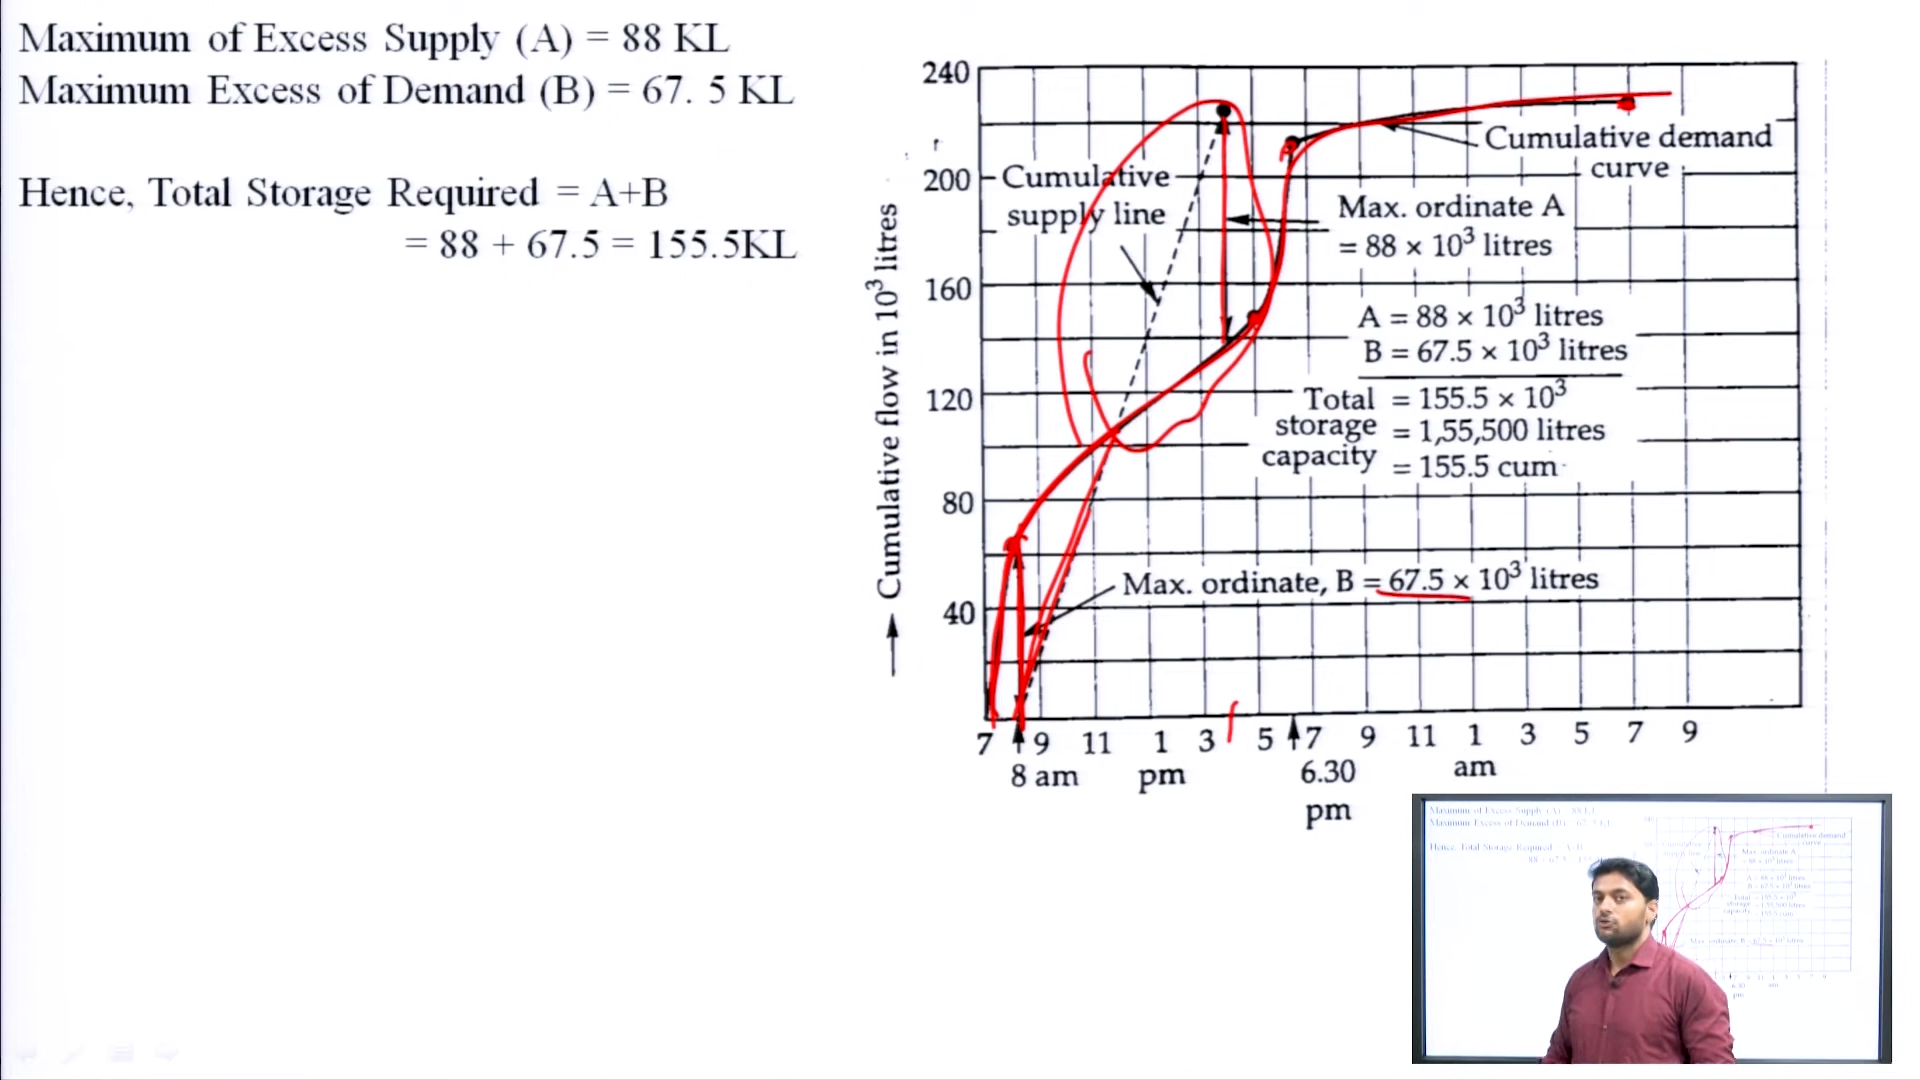 Maximum of Excess Supply (A) = 88 KL
Maximum Excess of Demand (B) = 67. 5 KL
Hence, Total Storage Required = A+B
= 88 + 67.5 = 155.5KL
240
200
160
120
80
40
Cumulative flow in 10³ litres
Cumulative
supply line
Cumulative demand
curve
Max. ordinate A
= 88 × 10³ litres
A = 88 × 10³ litres
B = 67.5 × 10³ litres
Total = 155.5 × 10³
storage = 1,55,500 litres
capacity = 155.5 cum
Max. ordinate, B = 67.5 × 10³ litres
7 9 11 1 3 5 7 9 11 1 3 5 7 9
8 am pm 6.30 am
pm